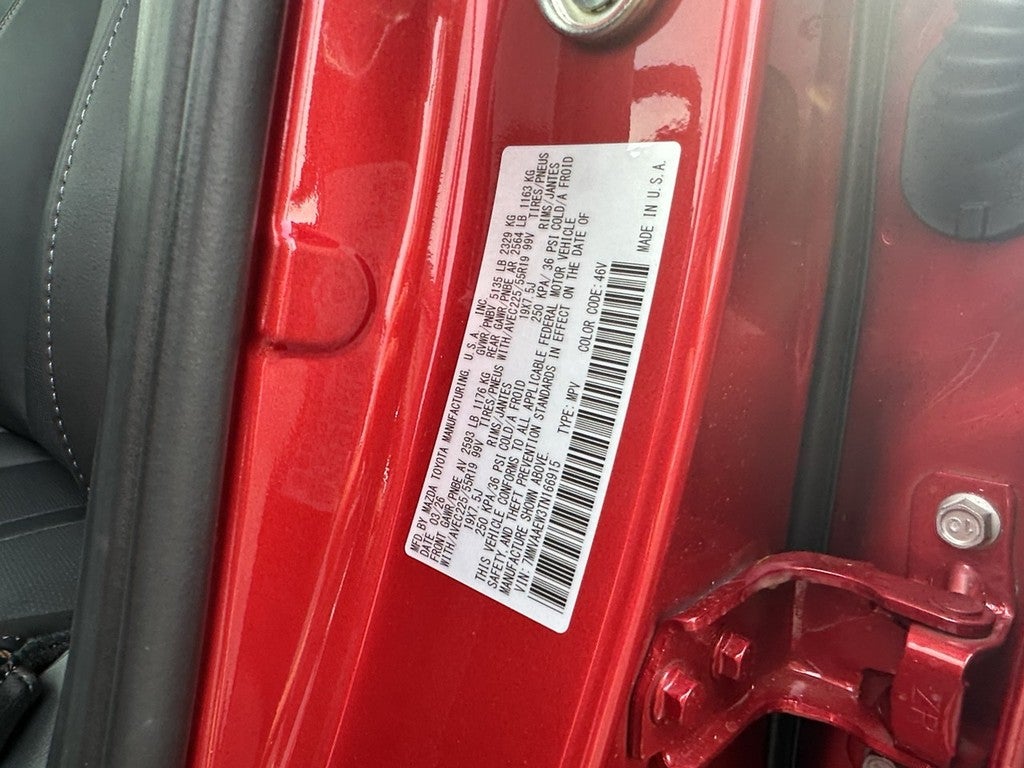 MFD.BY MAZDA TOYOTA MANUFACTURING, U.S.A., INC.
DATE 03/26 GVWR/PNBV 5135 LB 2329 KG
FRONT GAWR/PNBE AV 2593 LB 1176 KG REAR GAWR/PNBE AR 2564 LB 1163 KG
WITH/AVEC225/55R19 99V TIRES/PNEUS WITH/AVEC225/55R19 99V TIRES/PNEUS
19X7.5J RIMS/JANTES 19X7.5J RIMS/JANTES
250 KPA/36 PSI COLD/A FROID 250 KPA/ 36 PSI COLD/A FROID
THIS VEHICLE CONFORMS TO ALL APPLICABLE FEDERAL MOTOR VEHICLE
SAFETY, AND THEFT PREVENTION STANDARDS IN EFFECT ON THE DATE OF
MANUFACTURE SHOWN ABOVE.
VIN: TYPE: MPV COLOR CODE: 46V
MADE IN U.S.A.
10